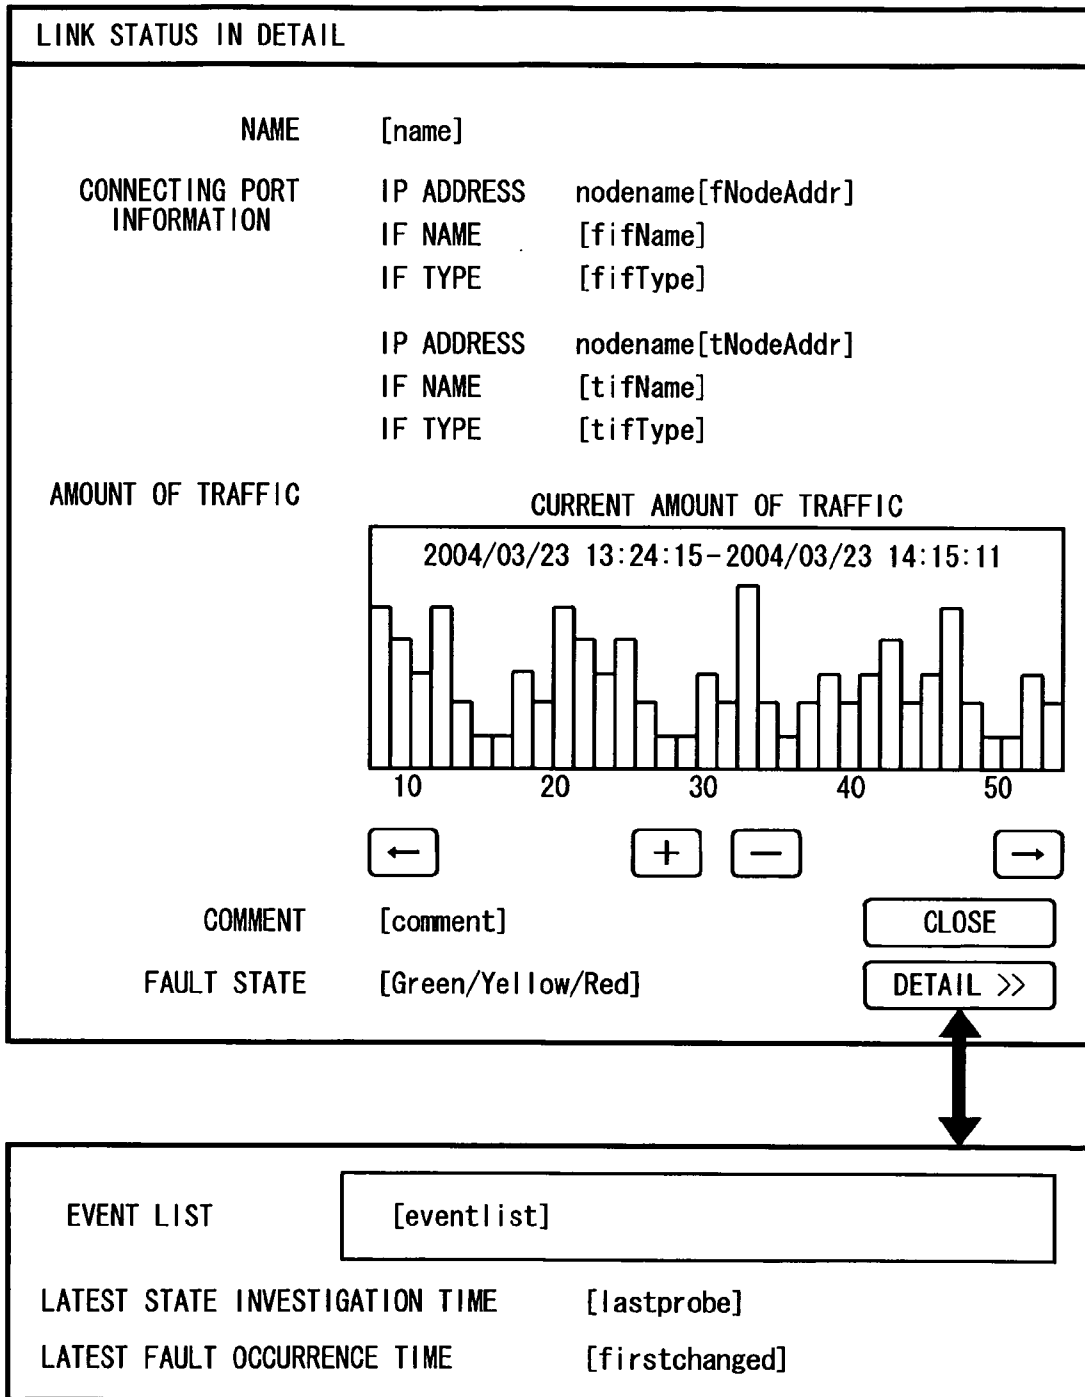 LINK STATUS IN DETAIL
NAME [name]
CONNECTING PORT INFORMATION
IP ADDRESS nodename[fNodeAddr]
IF NAME [fifName]
IF TYPE [fifType]
IP ADDRESS nodename[tNodeAddr]
IF NAME [tifName]
IF TYPE [tifType]
AMOUNT OF TRAFFIC
CURRENT AMOUNT OF TRAFFIC
2004/03/23 13:24:15-2004/03/23 14:15:11
10 20 30 40 50
← + − →
COMMENT [comment] CLOSE
FAULT STATE [Green/Yellow/Red] DETAIL >>
EVENT LIST [eventlist]
LATEST STATE INVESTIGATION TIME [lastprobe]
LATEST FAULT OCCURRENCE TIME [firstchanged]